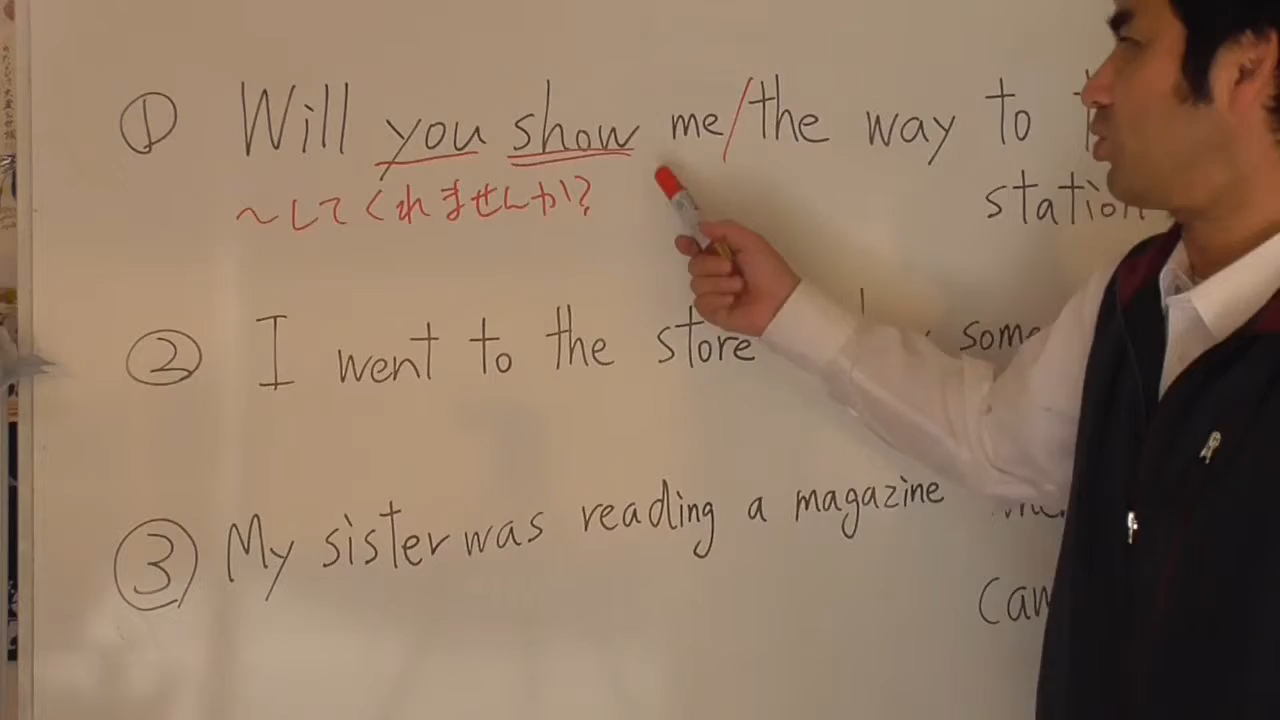 ① Will you show me/the way to
station
〜してくれませんか?
② I went to the store
③ My sister was reading a magazine